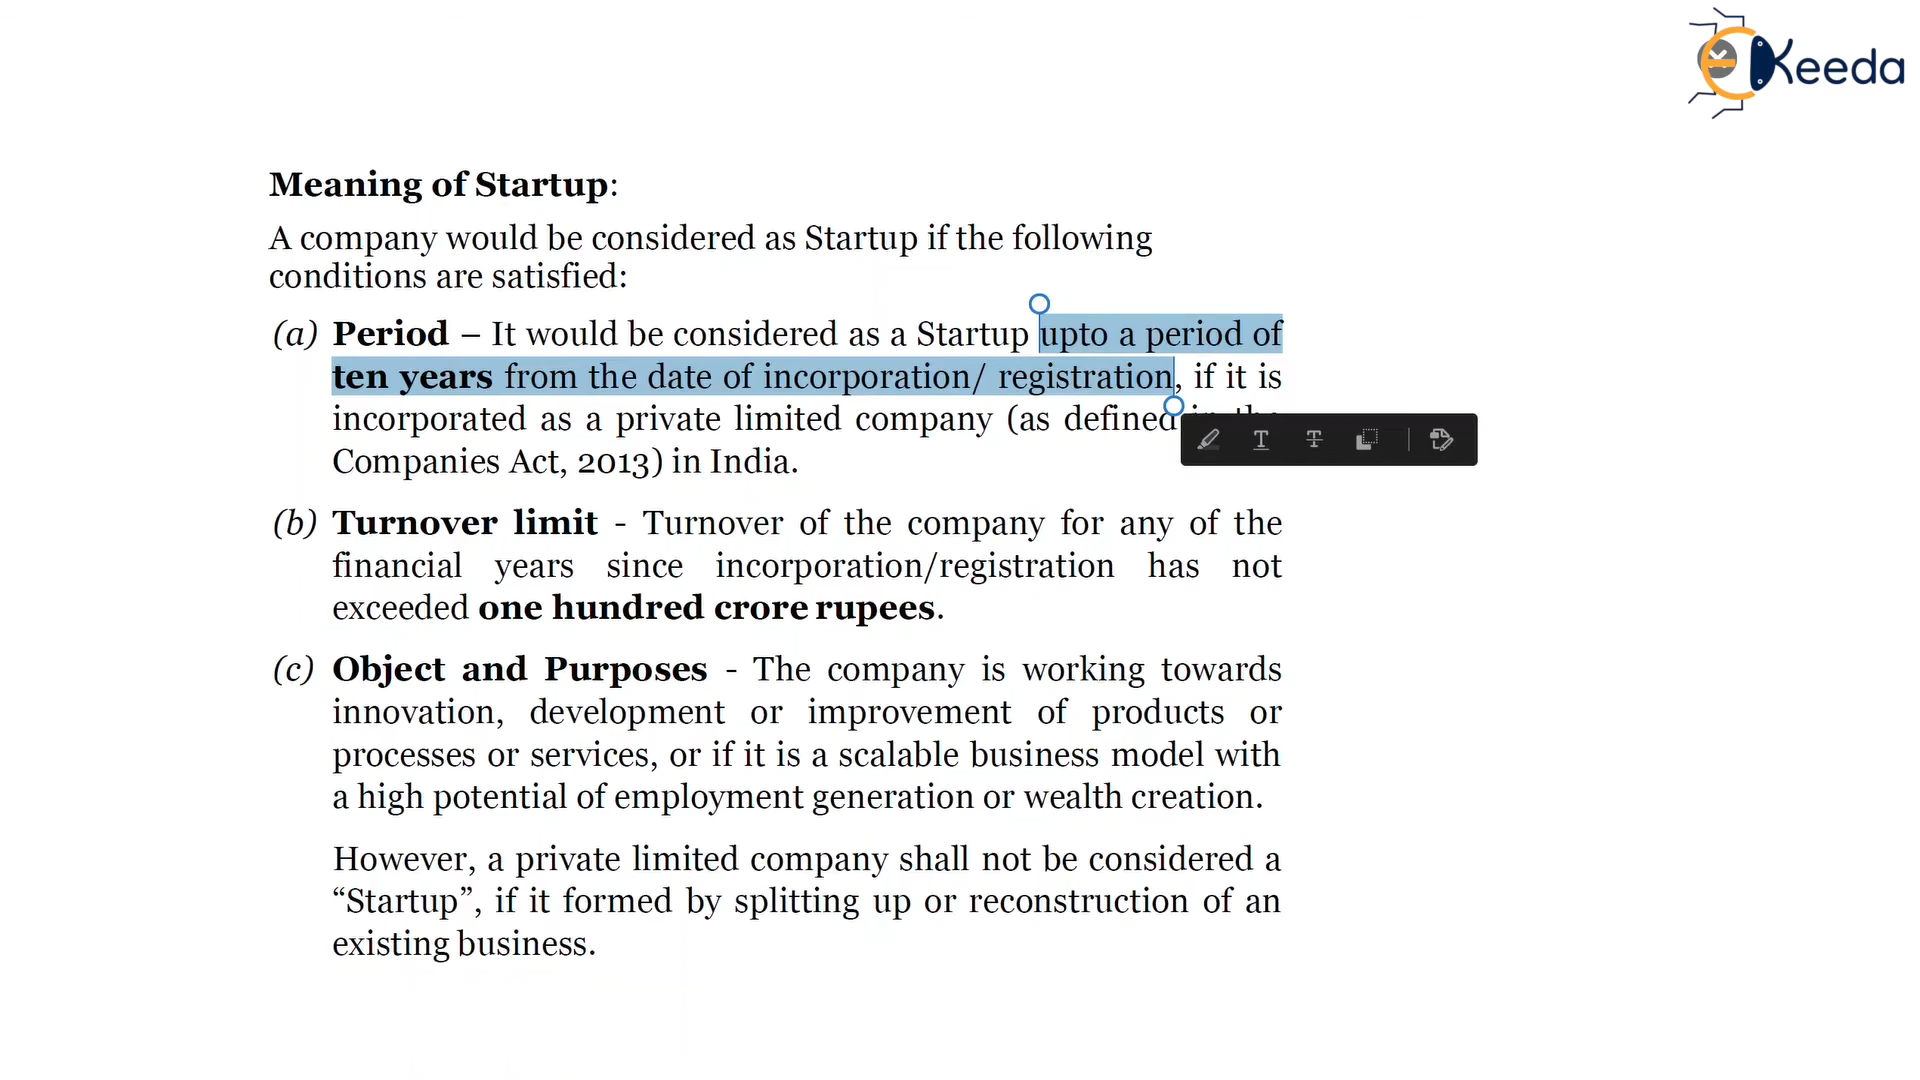 Keeda
Meaning of Startup:
A company would be considered as Startup if the following
conditions are satisfied:
(a) Period – It would be considered as a Startup upto a period of
ten years from the date of incorporation/ registration, if it is
incorporated as a private limited company (as defined
Companies Act, 2013) in India.
(b) Turnover limit - Turnover of the company for any of the
financial years since incorporation/registration has not
exceeded one hundred crore rupees.
(c) Object and Purposes - The company is working towards
innovation, development or improvement of products or
processes or services, or if it is a scalable business model with
a high potential of employment generation or wealth creation.
However, a private limited company shall not be considered a
“Startup”, if it formed by splitting up or reconstruction of an
existing business.